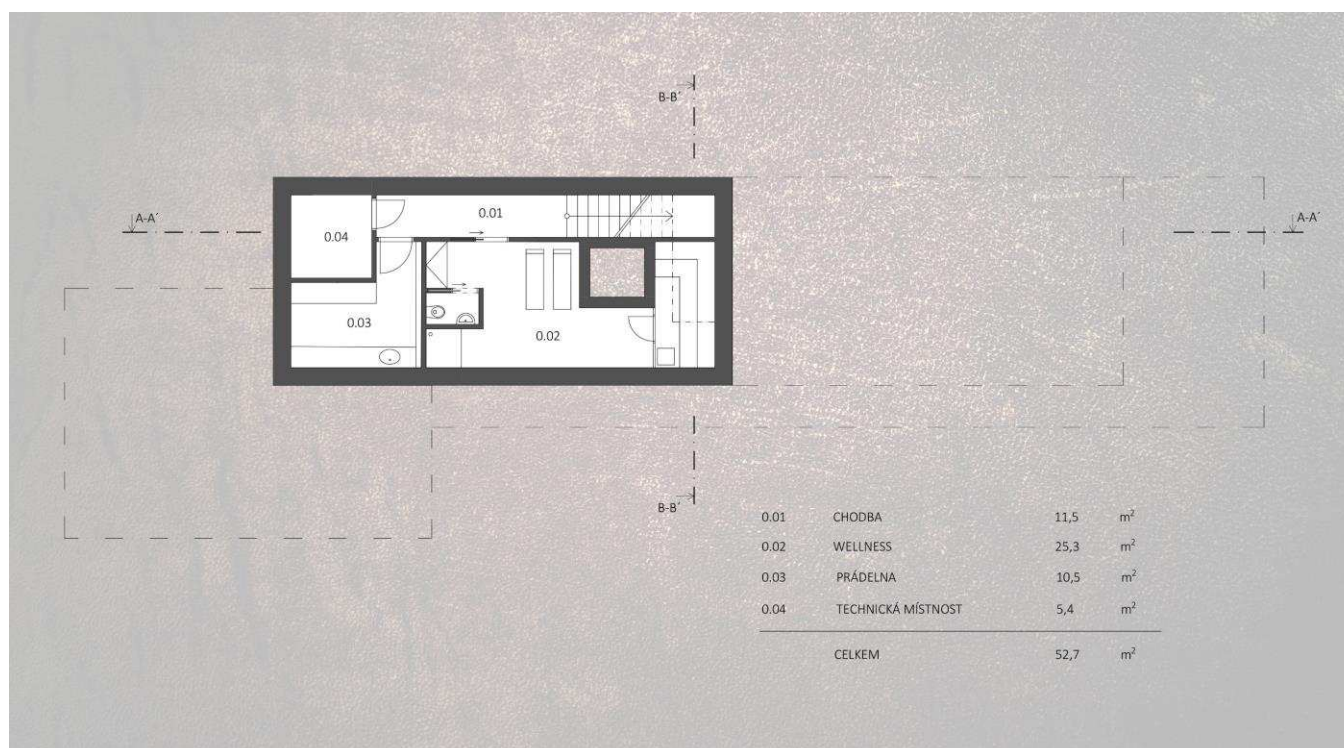 B-B´
A-A´
A-A´
0.01
0.04
0.03
0.02
B-B´
0.01 CHODBA 11,5 m²
0.02 WELLNESS 25,3 m²
0.03 PRÁDELNA 10,5 m²
0.04 TECHNICKÁ MÍSTNOST 5,4 m²
CELKEM 52,7 m²